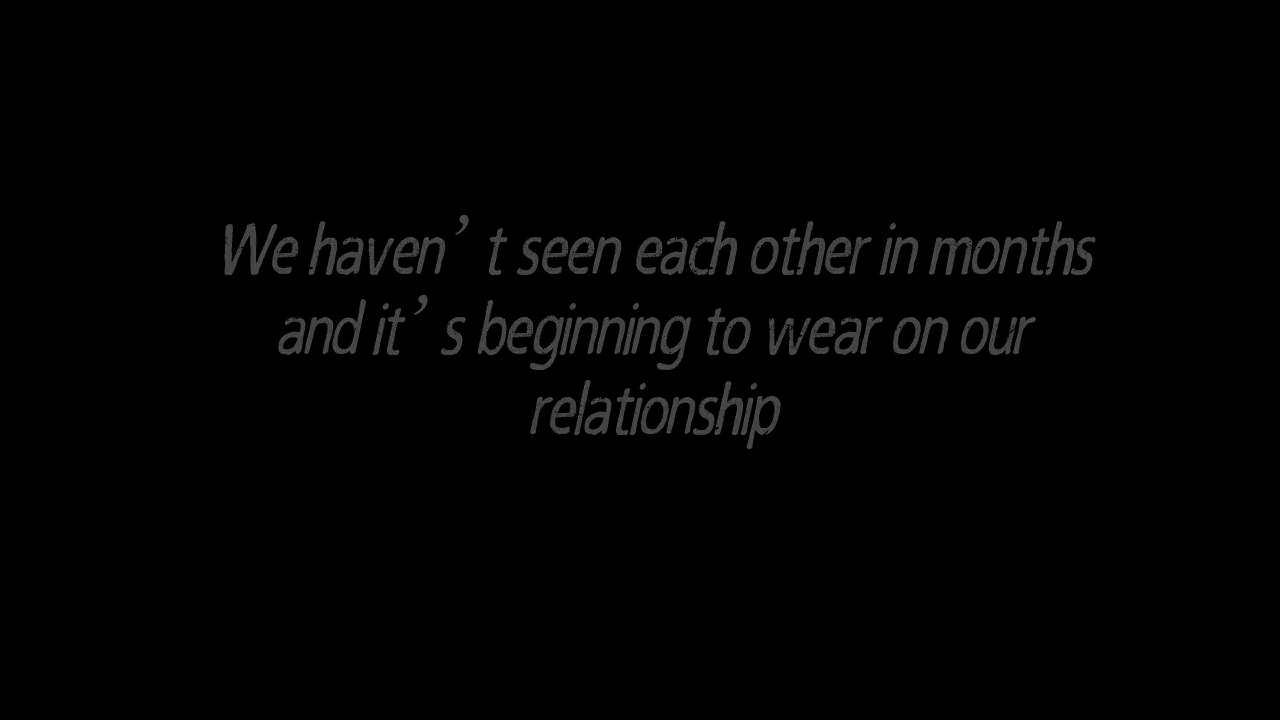 We haven’t seen each other in months
and it’s beginning to wear on our
relationship